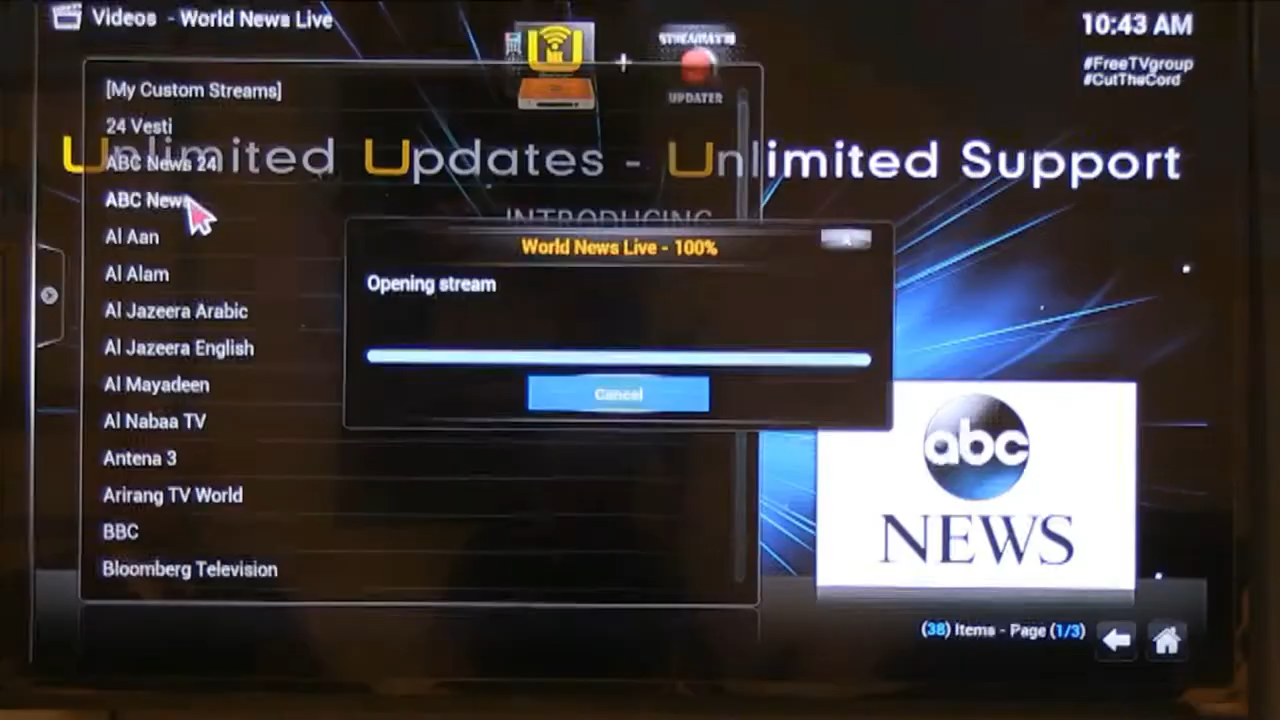 Videos - World News Live
10:43 AM
#FreeTVgroup
#CutTheCord
UPDATER
Unlimited Updates - Unlimited Support
INTRODUCING
[My Custom Streams]
24 Vesti
ABC News 24
ABC News
Al Aan
Al Alam
Al Jazeera Arabic
Al Jazeera English
Al Mayadeen
Al Nabaa TV
Antena 3
Arirang TV World
BBC
Bloomberg Television
World News Live - 100%
Opening stream
Cancel
abc
NEWS
(38) Items - Page (1/3)